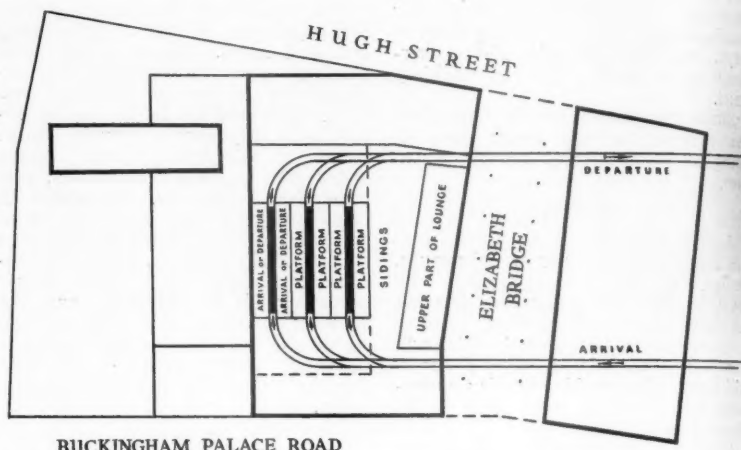 HUGH STREET
DEPARTURE
ARRIVAL OR DEPARTURE
ARRIVAL OR DEPARTURE
PLATFORM
PLATFORM
PLATFORM
PLATFORM
SIDINGS
UPPER PART OF LOUNGE
ELIZABETH
BRIDGE
ARRIVAL
BUCKINGHAM PALACE ROAD